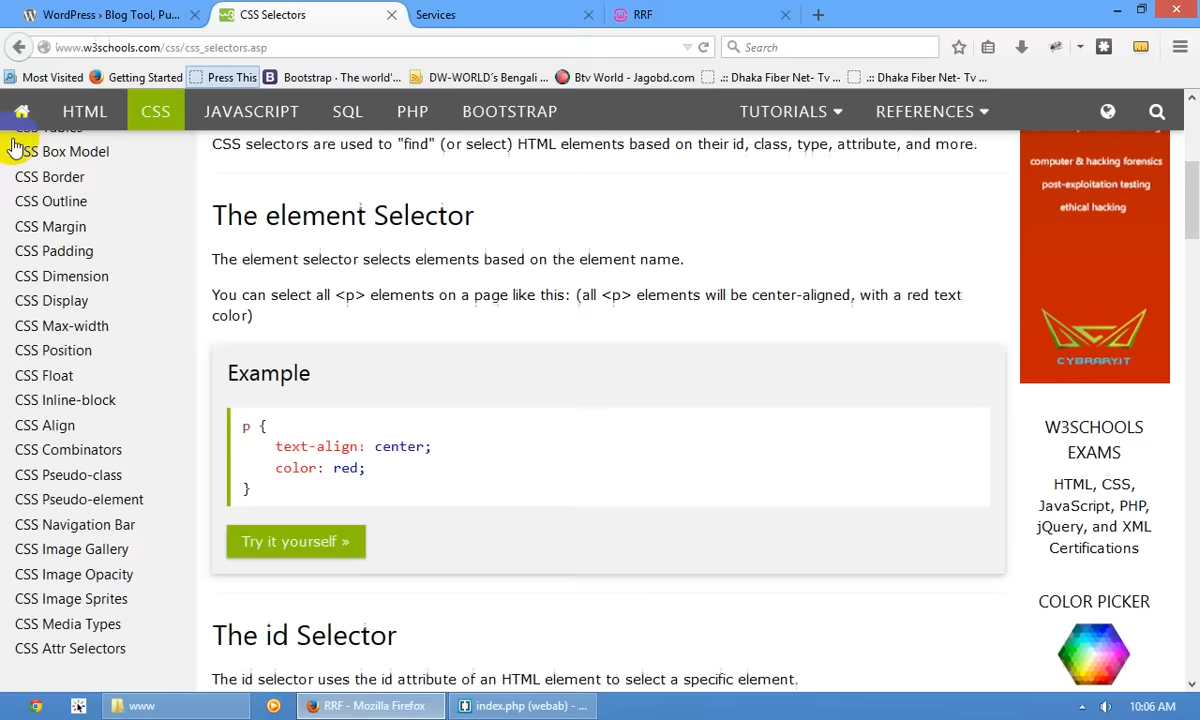 WordPress › Blog Tool, Pu...
CSS Selectors
Services
RRF
www.w3schools.com/css/css_selectors.asp
Search
Most Visited
Getting Started
Press This
Bootstrap · The world'...
DW-WORLD's Bengali ...
Btv World - Jagobd.com
.:: Dhaka Fiber Net- Tv ...
.:: Dhaka Fiber Net- Tv ...
HTML
CSS
JAVASCRIPT
SQL
PHP
BOOTSTRAP
TUTORIALS
REFERENCES
CSS Tables
CSS Box Model
CSS Border
CSS Outline
CSS Margin
CSS Padding
CSS Dimension
CSS Display
CSS Max-width
CSS Position
CSS Float
CSS Inline-block
CSS Align
CSS Combinators
CSS Pseudo-class
CSS Pseudo-element
CSS Navigation Bar
CSS Image Gallery
CSS Image Opacity
CSS Image Sprites
CSS Media Types
CSS Attr Selectors
CSS selectors are used to "find" (or select) HTML elements based on their id, class, type, attribute, and more.
The element Selector
The element selector selects elements based on the element name.
You can select all <p> elements on a page like this: (all <p> elements will be center-aligned, with a red text
color)
Example
p {
text-align: center;
color: red;
}
Try it yourself »
The id Selector
The id selector uses the id attribute of an HTML element to select a specific element.
computer & hacking forensics
post-exploitation testing
ethical hacking
CYBRARY.IT
W3SCHOOLS
EXAMS
HTML, CSS,
JavaScript, PHP,
jQuery, and XML
Certifications
COLOR PICKER
www
RRF - Mozilla Firefox
index.php (webab) - ...
10:06 AM